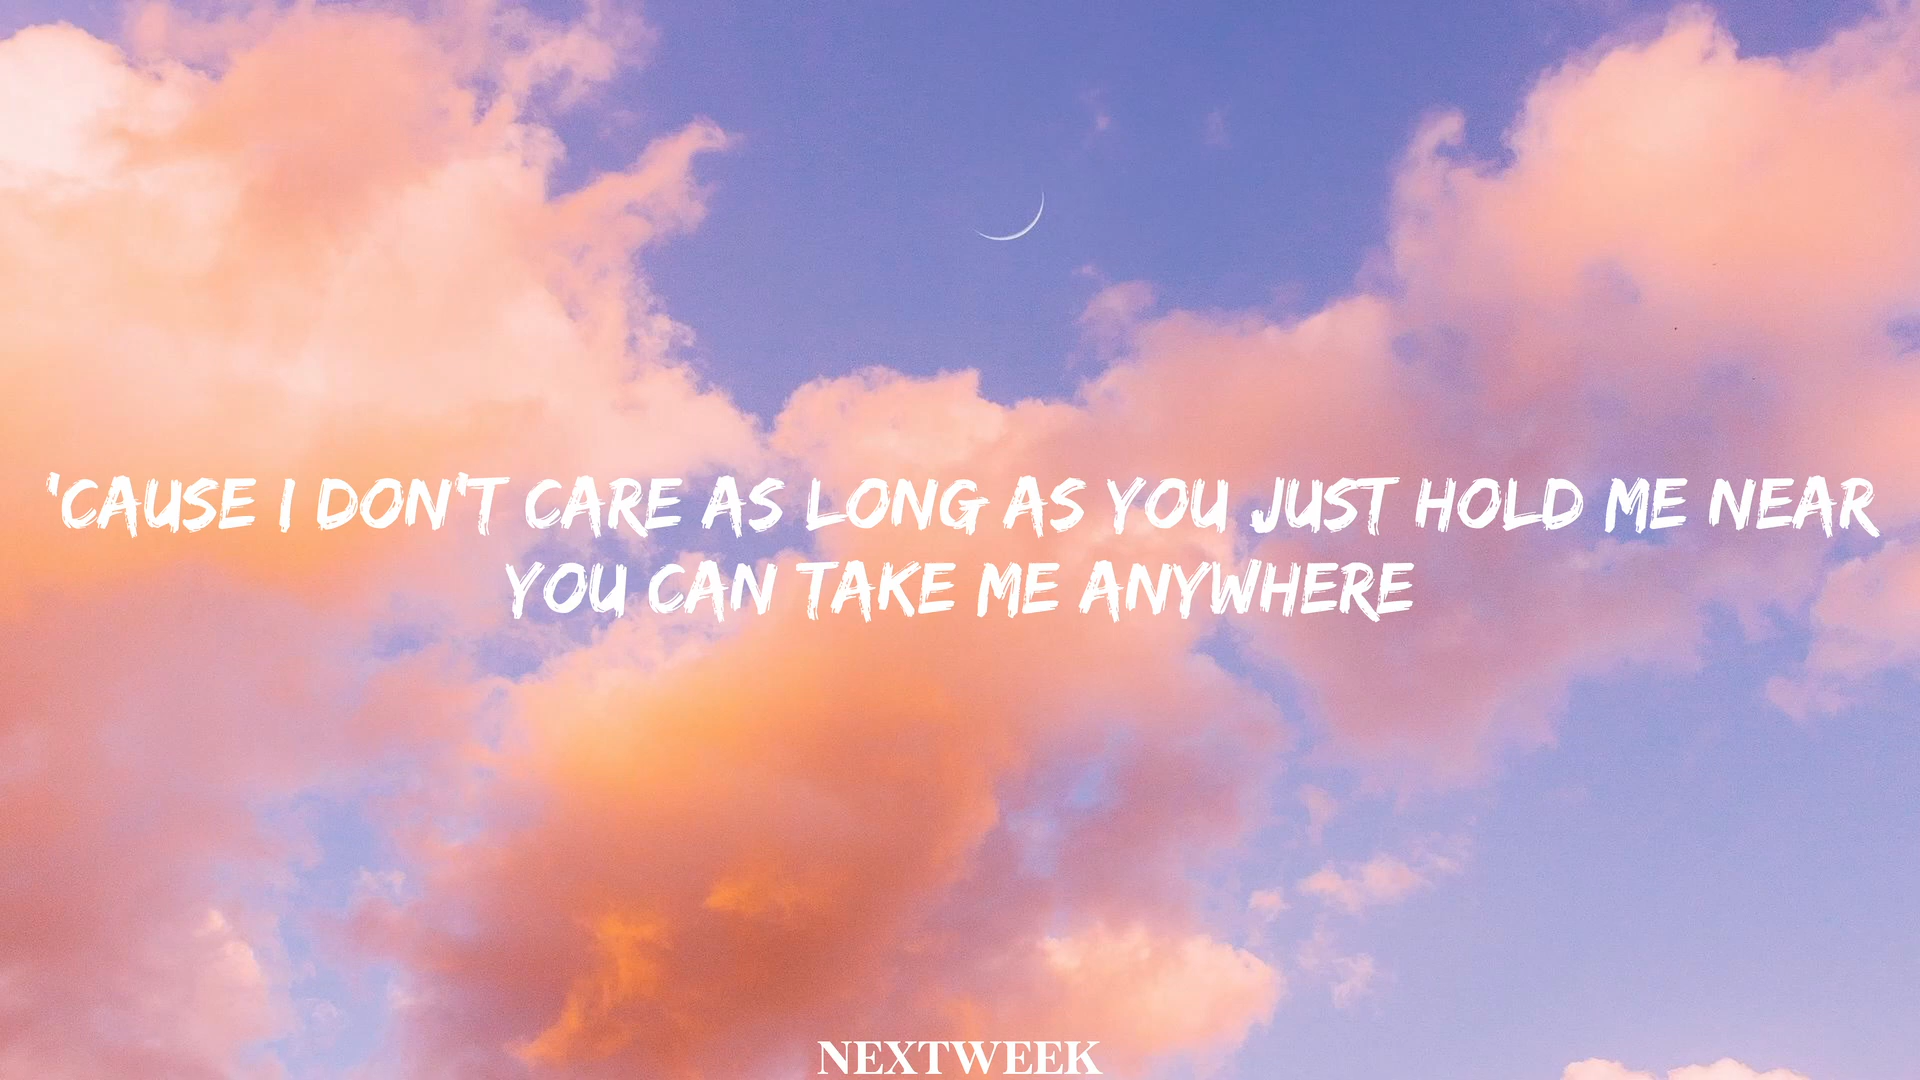 'CAUSE I DON'T CARE AS LONG AS YOU JUST HOLD ME NEAR
YOU CAN TAKE ME ANYWHERE
NEXTWEEK